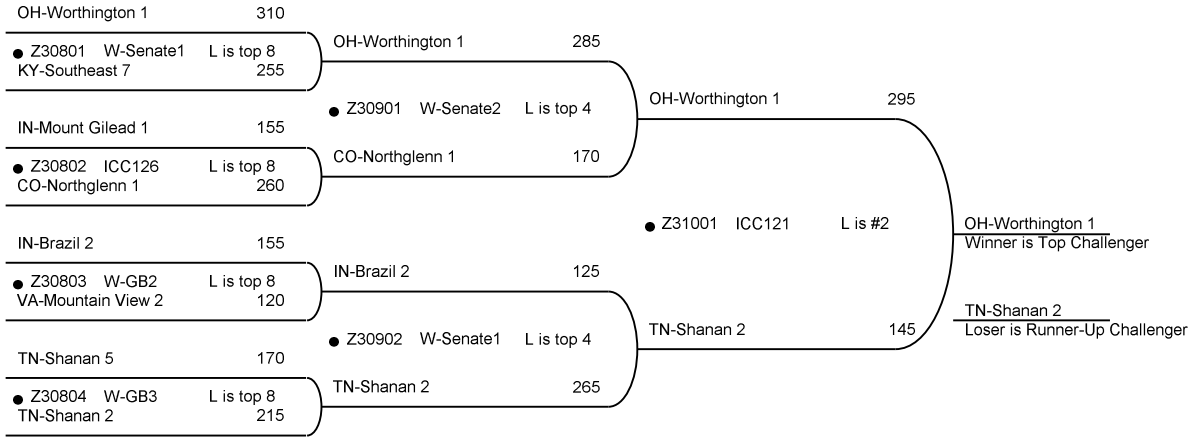 OH-Worthington 1 310
Z30801 W-Senate1 L is top 8
KY-Southeast 7 255
IN-Mount Gilead 1 155
Z30802 ICC126 L is top 8
CO-Northglenn 1 260
IN-Brazil 2 155
Z30803 W-GB2 L is top 8
VA-Mountain View 2 120
TN-Shanan 5 170
Z30804 W-GB3 L is top 8
TN-Shanan 2 215
OH-Worthington 1 285
Z30901 W-Senate2 L is top 4
CO-Northglenn 1 170
IN-Brazil 2 125
Z30902 W-Senate1 L is top 4
TN-Shanan 2 265
OH-Worthington 1 295
Z31001 ICC121 L is #2
TN-Shanan 2 145
OH-Worthington 1
Winner is Top Challenger
TN-Shanan 2
Loser is Runner-Up Challenger